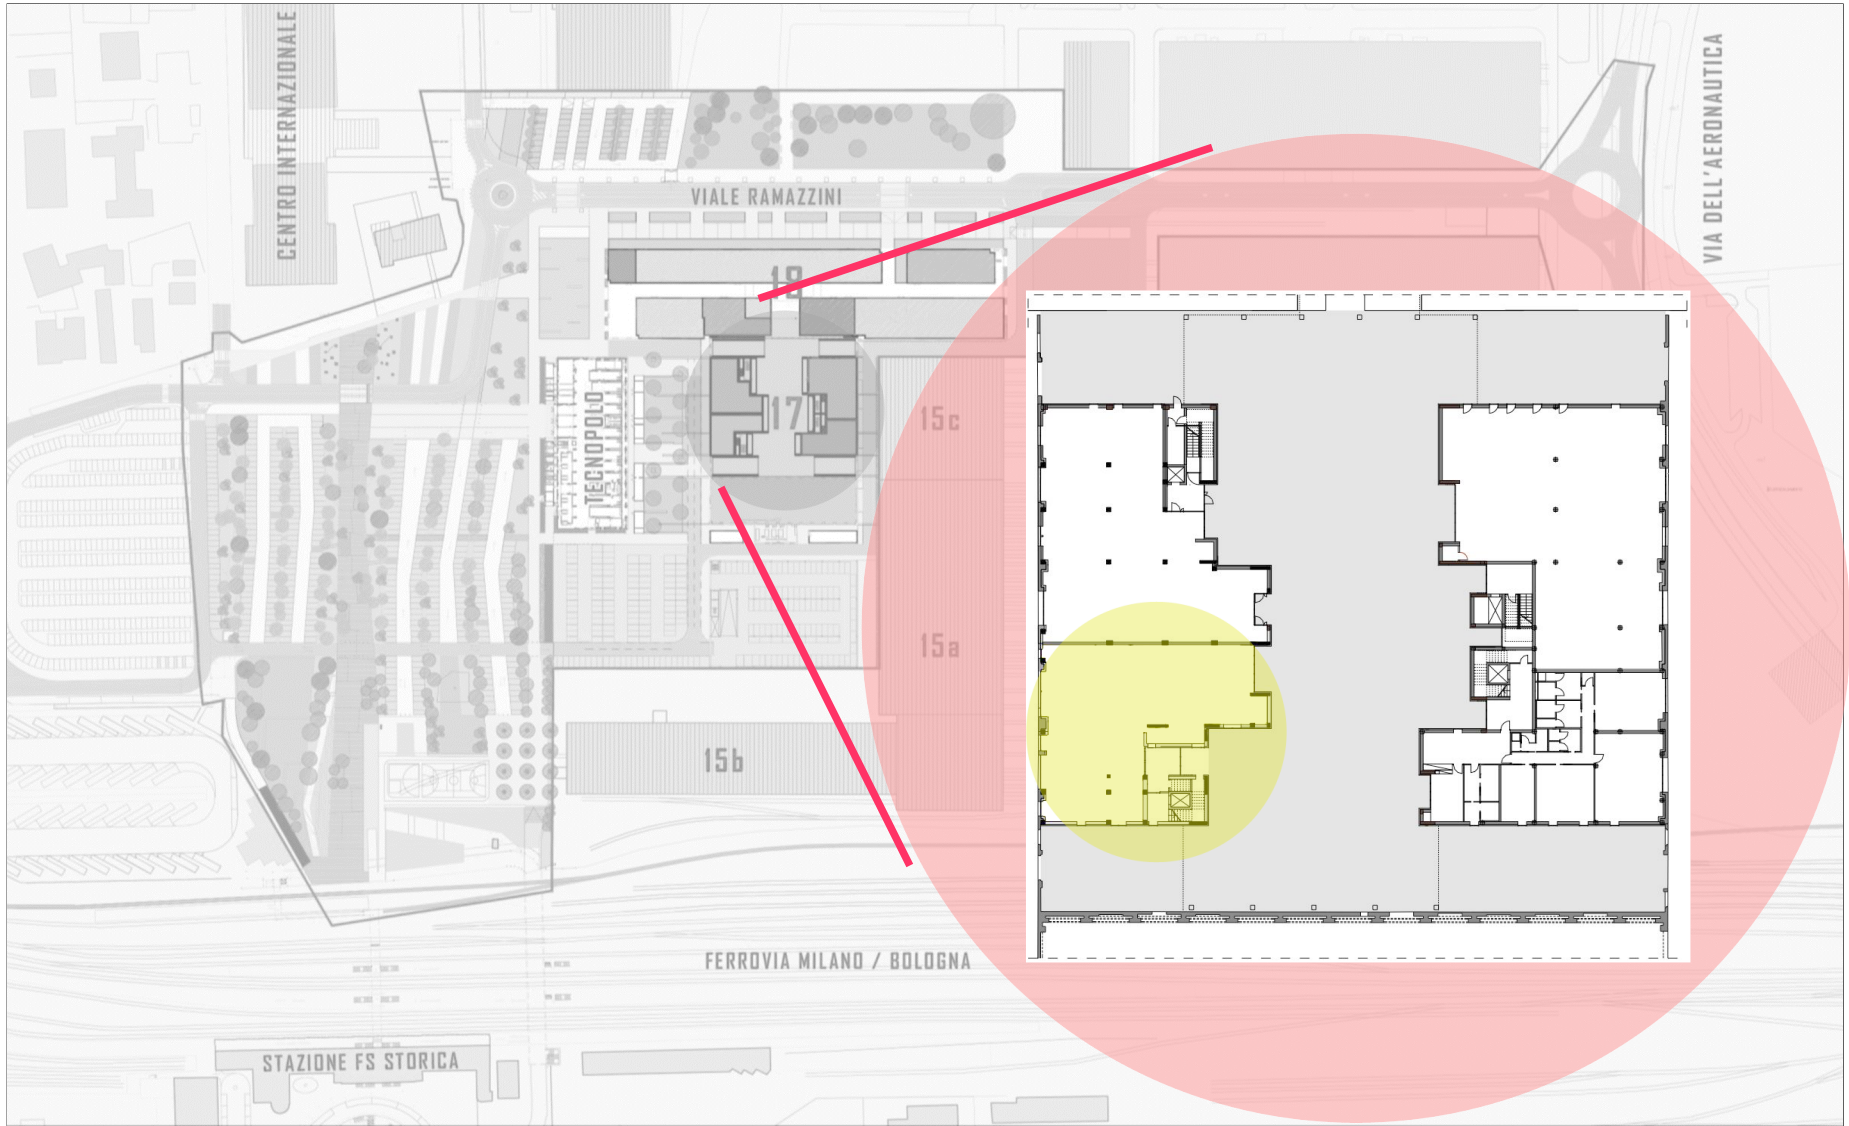 CENTRO INTERNAZIONALE
VIA DELL'AERONAUTICA
VIALE RAMAZZINI
18
TECNOPOLO
17
15c
15a
15b
FERROVIA MILANO / BOLOGNA
STAZIONE FS STORICA